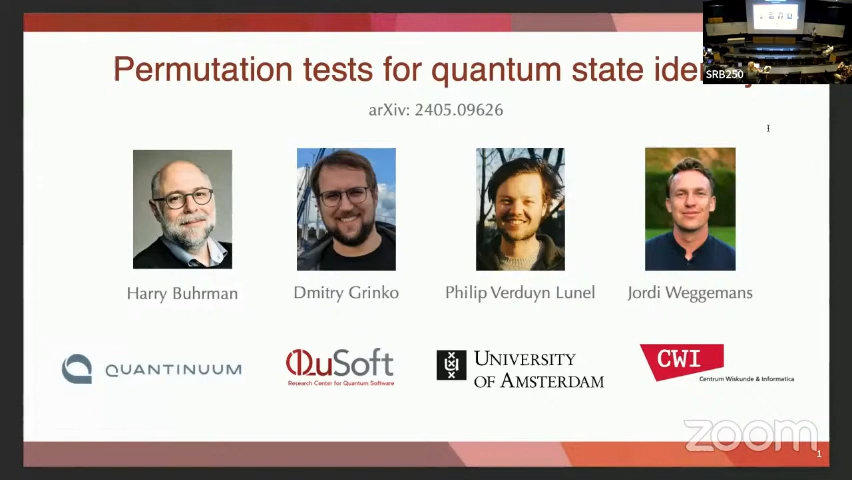 Permutation tests for quantum state
SRB250
arXiv: 2405.09626
Harry Buhrman
Dmitry Grinko
Philip Verduyn Lunel
Jordi Weggemans
QUANTINUUM
QuSoft
Research Center for Quantum Software
UNIVERSITY
OF AMSTERDAM
CWI
Centrum Wiskunde & Informatica
zoom
1